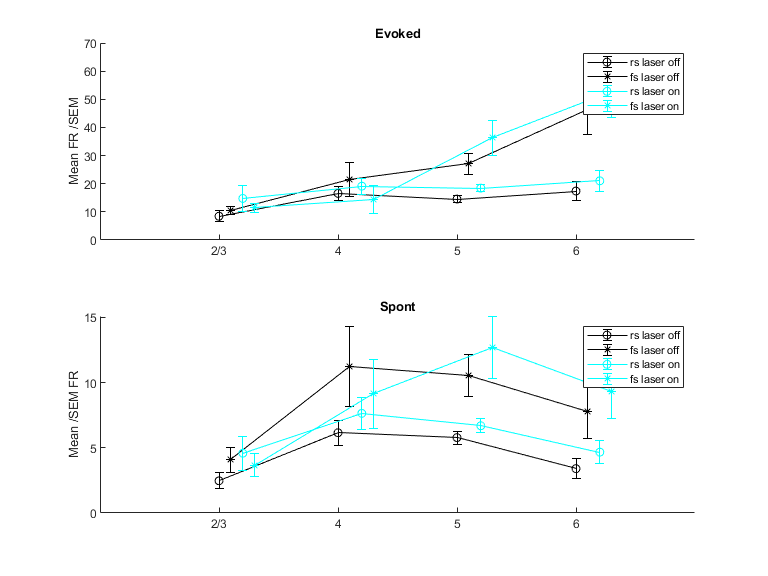 Evoked
Mean FR /SEM
70
60
50
40
30
20
10
0
2/3 4 5 6
rs laser off
fs laser off
rs laser on
fs laser on
Spont
Mean /SEM FR
15
10
5
0
2/3 4 5 6
rs laser off
fs laser off
rs laser on
fs laser on